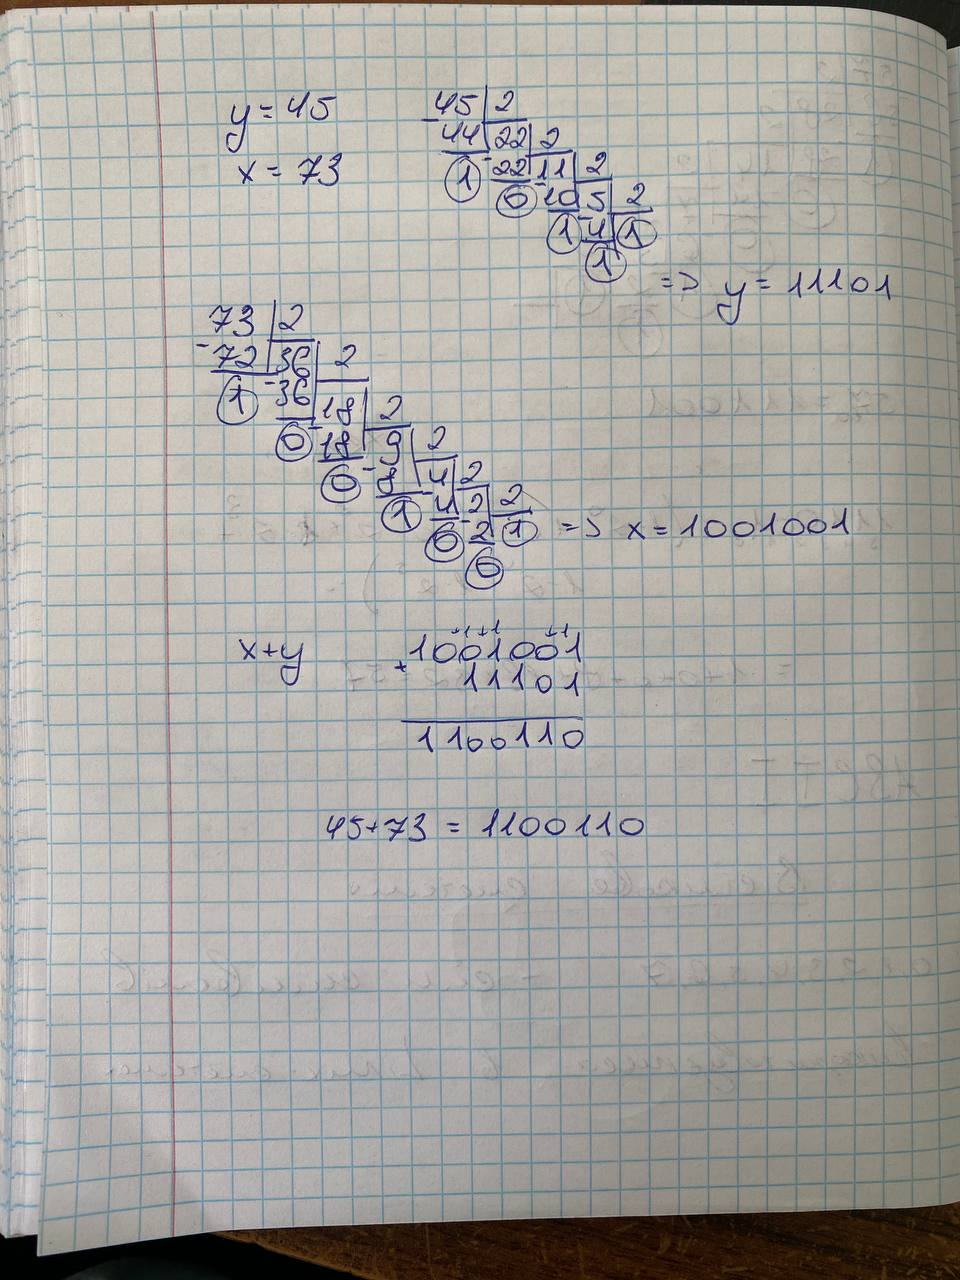 y = 45
x = 73
45 2
44 22 2
1 22 11 2
0 10 5 2
1 4 1
1
=> y = 11101
73 2
72 36 2
1 36 18 2
0 18 9 2
0 8 4 2
1 4 2 2
0 2 1
0
=> x = 1001001
x+y
1001001
+ 11101
1100110
45+73 = 1100110